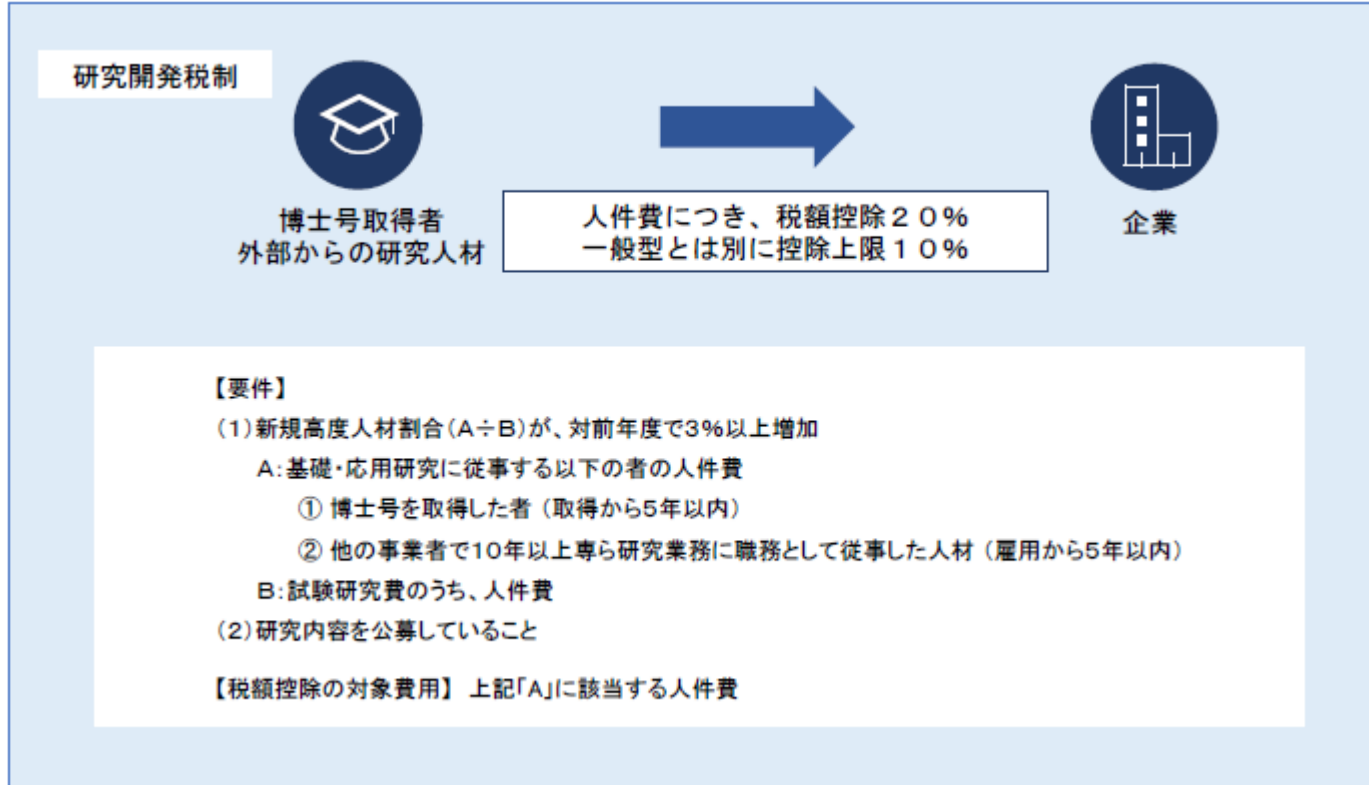 研究開発税制
博士号取得者
外部からの研究人材
人件費につき、税額控除20%
一般型とは別に控除上限10%
企業
【要件】
(1)新規高度人材割合(A÷B)が、対前年度で3%以上増加
A:基礎・応用研究に従事する以下の者の人件費
① 博士号を取得した者（取得から5年以内）
② 他の事業者で10年以上専ら研究業務に職務として従事した人材（雇用から5年以内）
B:試験研究費のうち、人件費
(2)研究内容を公募していること
【税額控除の対象費用】 上記｢A｣に該当する人件費